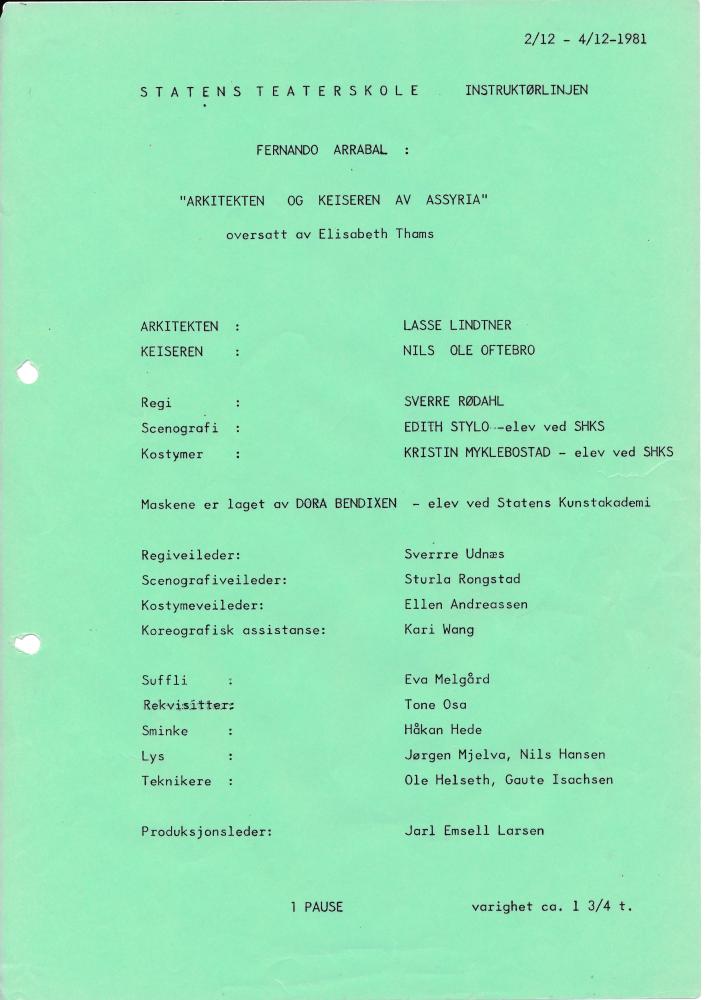 2/12 - 4/12-1981
STATENS TEATERSKOLE INSTRUKTØRLINJEN
FERNANDO ARRABAL :
"ARKITEKTEN OG KEISEREN AV ASSYRIA"
oversatt av Elisabeth Thams
ARKITEKTEN : LASSE LINDTNER
KEISEREN : NILS OLE OFTEBRO
Regi : SVERRE RØDAHL
Scenografi : EDITH STYLO -elev ved SHKS
Kostymer : KRISTIN MYKLEBOSTAD - elev ved SHKS
Maskene er laget av DORA BENDIXEN - elev ved Statens Kunstakademi
Regiveileder: Sverrre Udnæs
Scenografiveileder: Sturla Rongstad
Kostymeveileder: Ellen Andreassen
Koreografisk assistanse: Kari Wang
Suffli : Eva Melgård
Rekvisitter: Tone Osa
Sminke : Håkan Hede
Lys : Jørgen Mjelva, Nils Hansen
Teknikere : Ole Helseth, Gaute Isachsen
Produksjonsleder: Jarl Emsell Larsen
1 PAUSE varighet ca. 1 3/4 t.